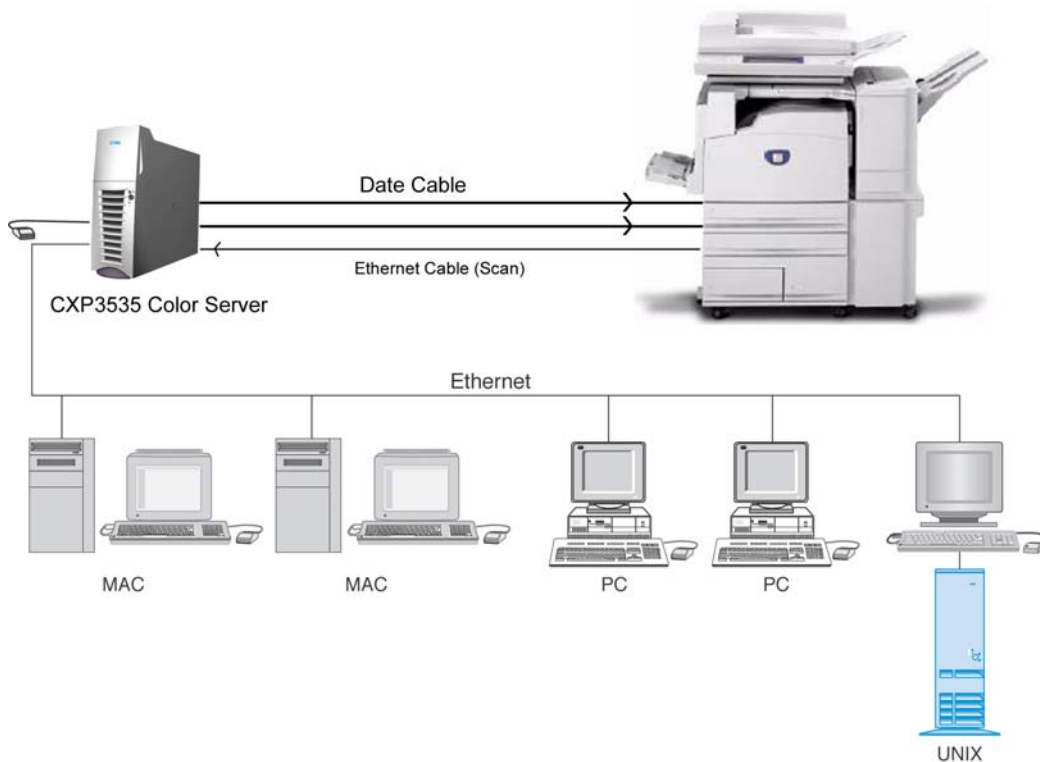 Date Cable
Ethernet Cable (Scan)
CXP3535 Color Server
Ethernet
MAC
MAC
PC
PC
UNIX